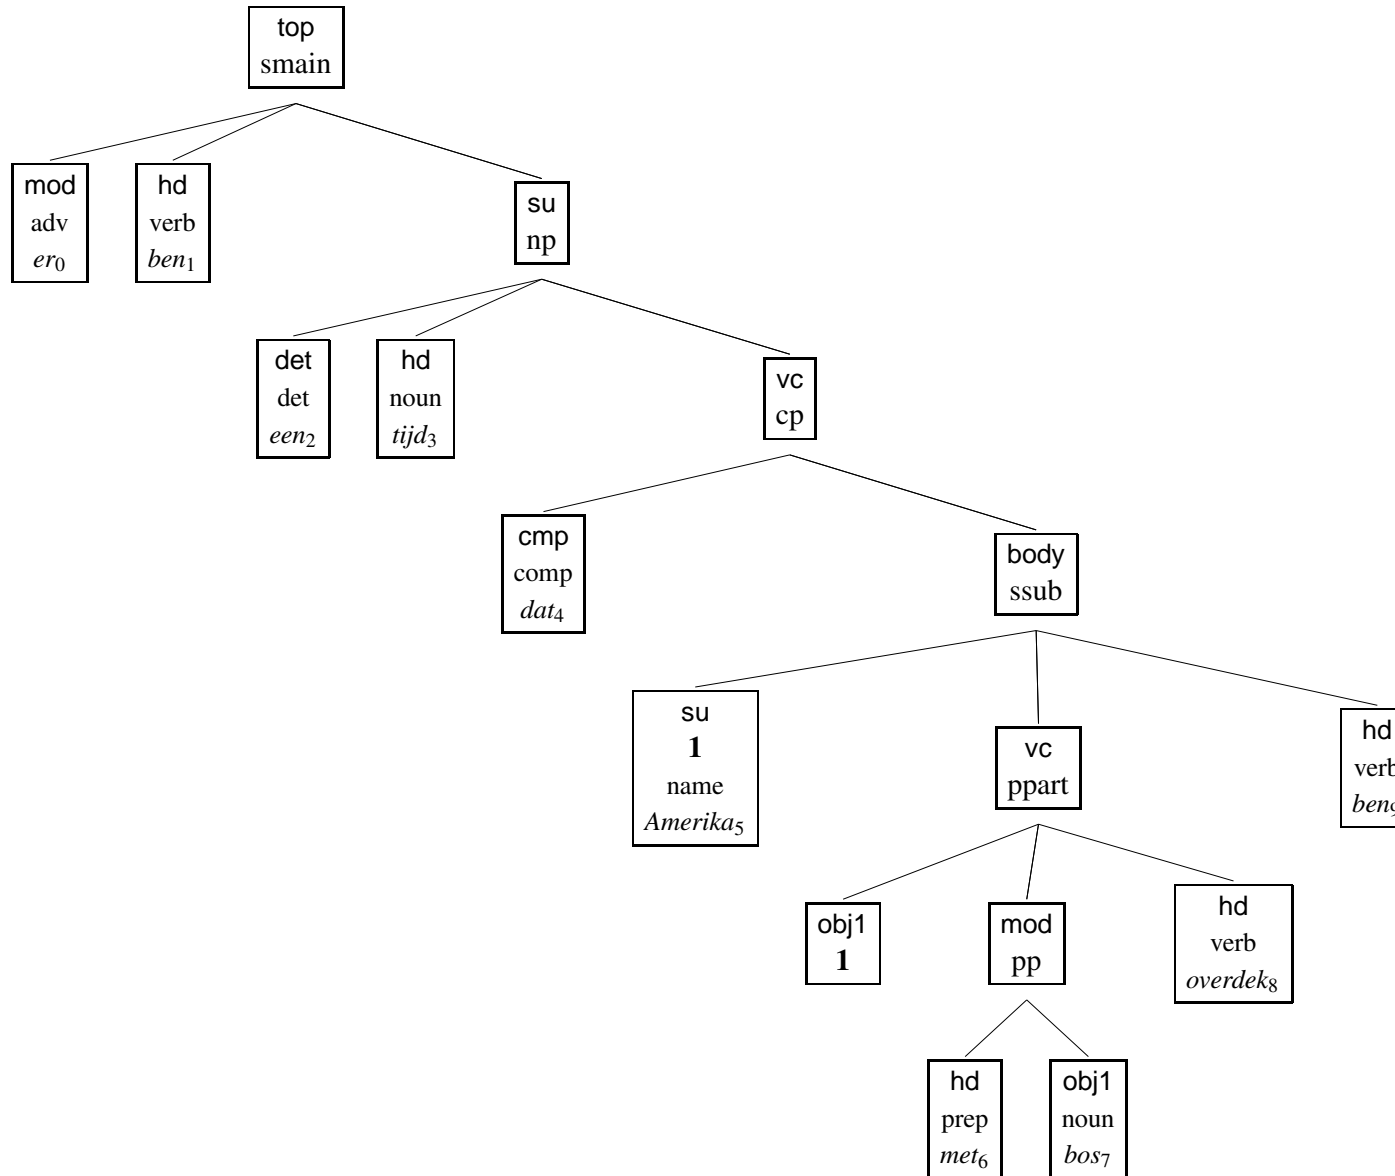 top
smain
mod
adv
er0
hd
verb
ben1
su
np
det
det
een2
hd
noun
tijd3
vc
cp
cmp
comp
dat4
body
ssub
su
1
name
Amerika5
vc
ppart
hd
verb
ben9
obj1
1
mod
pp
hd
verb
overdek8
hd
prep
met6
obj1
noun
bos7